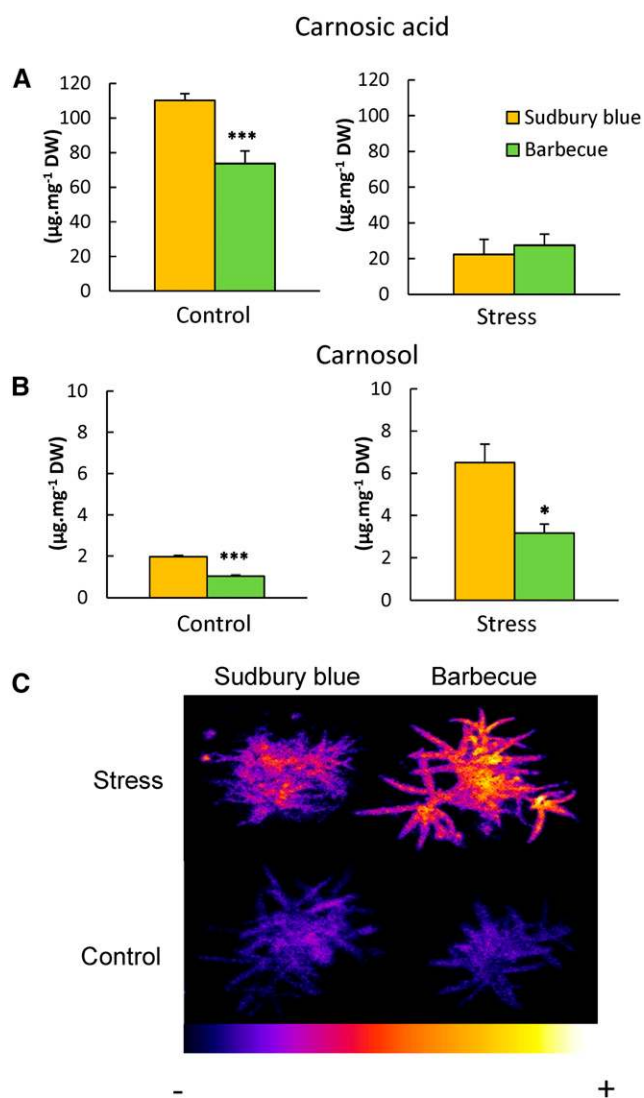 Carnosic acid
A
(µg.mg⁻¹ DW)
120
100
80
60
40
20
0
***
Control
(µg.mg⁻¹ DW)
120
100
80
60
40
20
0
Sudbury blue
Barbecue
Stress
Carnosol
B
(µg.mg⁻¹ DW)
10
8
6
4
2
0
***
Control
(µg.mg⁻¹ DW)
10
8
6
4
2
0
*
Stress
C
Sudbury blue Barbecue
Stress
Control
- +